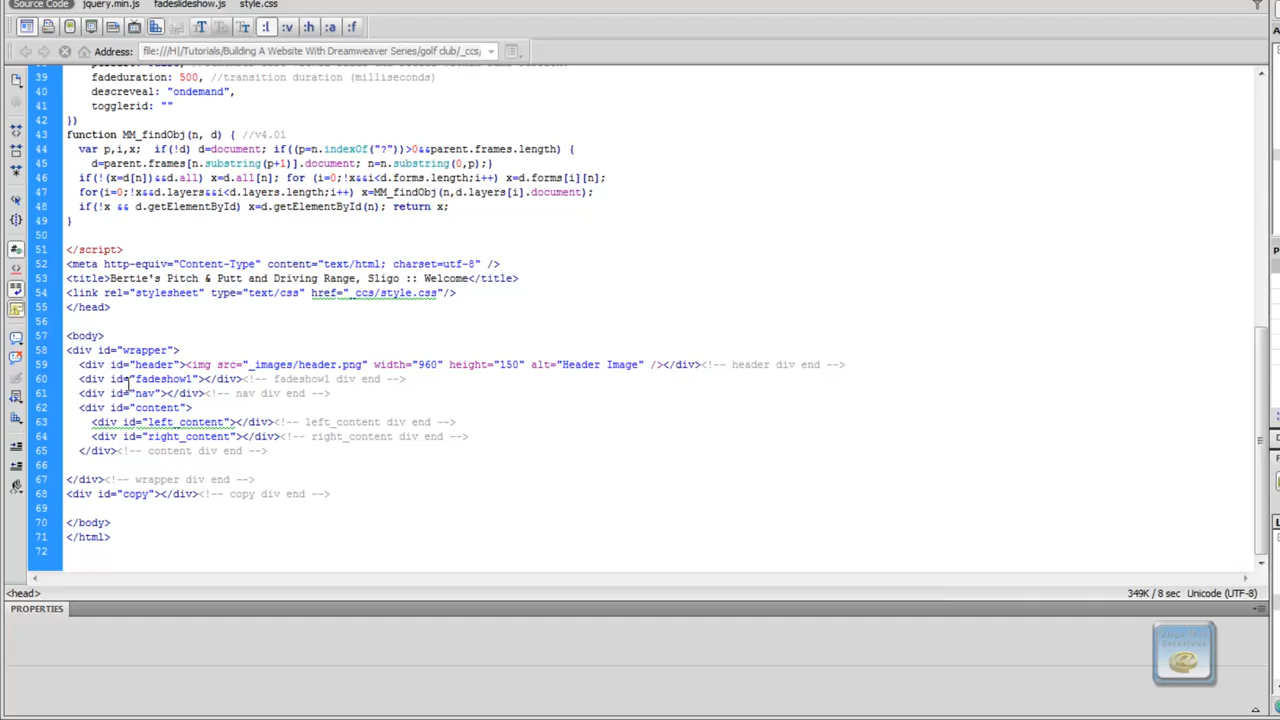 Source Code jquery.min.js fadeslideshow.js style.css
Address: file:///H|/Tutorials/Building A Website With Dreamweaver Series/golf club/_ccs/
39 fadeduration: 500, //transition duration (milliseconds)
40 descreveal: "ondemand",
41 togglerid: ""
42 })
43 function MM_findObj(n, d) { //v4.01
44 var p,i,x; if(!d) d=document; if((p=n.indexOf("?"))>0&&parent.frames.length) {
45 d=parent.frames[n.substring(p+1)].document; n=n.substring(0,p);}
46 if(!(x=d[n])&&d.all) x=d.all[n]; for (i=0;!x&&i<d.forms.length;i++) x=d.forms[i][n];
47 for(i=0;!x&&d.layers&&i<d.layers.length;i++) x=MM_findObj(n,d.layers[i].document);
48 if(!x && d.getElementById) x=d.getElementById(n); return x;
49 }
50
51 </script>
52 <meta http-equiv="Content-Type" content="text/html; charset=utf-8" />
53 <title>Bertie's Pitch & Putt and Driving Range, Sligo :: Welcome</title>
54 <link rel="stylesheet" type="text/css" href="_ccs/style.css"/>
55 </head>
56
57 <body>
58 <div id="wrapper">
59 <div id="header"><img src="_images/header.png" width="960" height="150" alt="Header Image" /></div><!-- header div end -->
60 <div id="fadeshow1"></div><!-- fadeshow1 div end -->
61 <div id="nav"></div><!-- nav div end -->
62 <div id="content">
63 <div id="left_content"></div><!-- left_content div end -->
64 <div id="right_content"></div><!-- right_content div end -->
65 </div><!-- content div end -->
66
67 </div><!-- wrapper div end -->
68 <div id="copy"></div><!-- copy div end -->
69
70 </body>
71 </html>
72
<head> 349K / 8 sec Unicode (UTF-8)
PROPERTIES